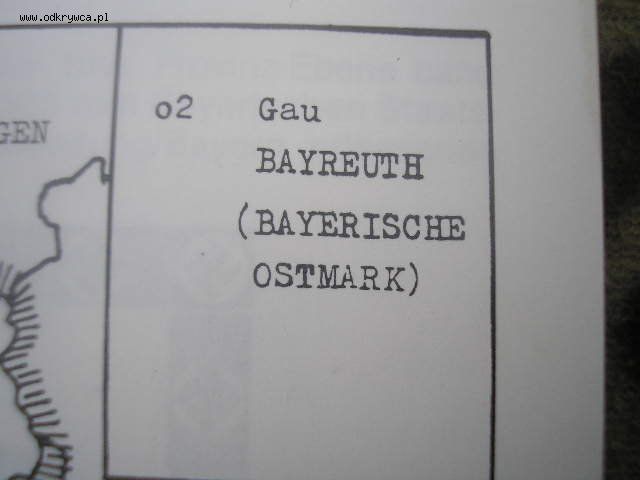 www.odkrywca.pl
o2 Gau
BAYREUTH
(BAYERISCHE
OSTMARK)
GEN